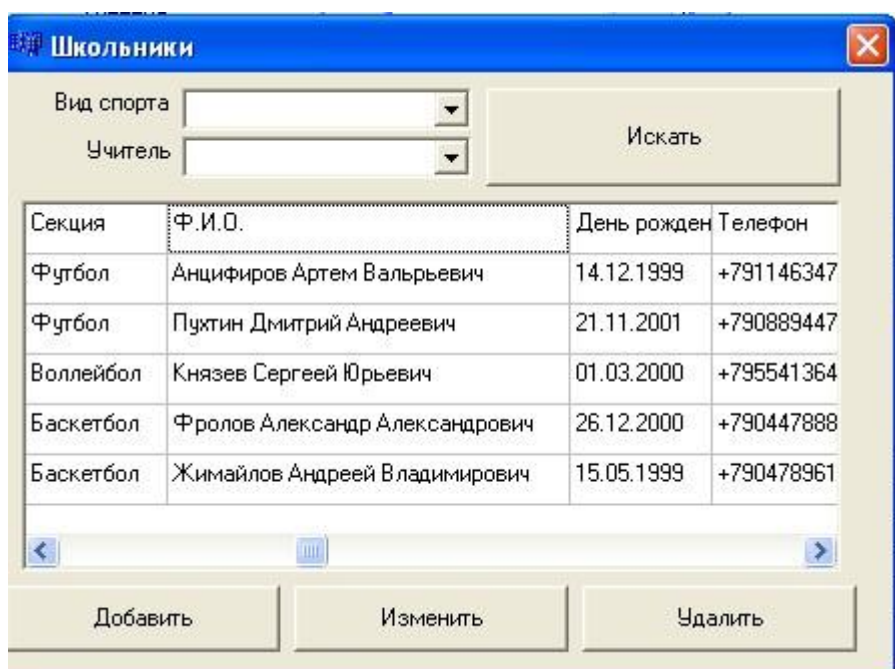 Школьники
Вид спорта
Учитель
Искать
Секция Ф.И.О. День рожден Телефон
Футбол Анцифиров Артем Вальрьевич 14.12.1999 +791146347
Футбол Пухтин Дмитрий Андреевич 21.11.2001 +790889447
Воллейбол Князев Сергеей Юрьевич 01.03.2000 +795541364
Баскетбол Фролов Александр Александрович 26.12.2000 +790447888
Баскетбол Жимайлов Андреей Владимирович 15.05.1999 +790478961
Добавить Изменить Удалить